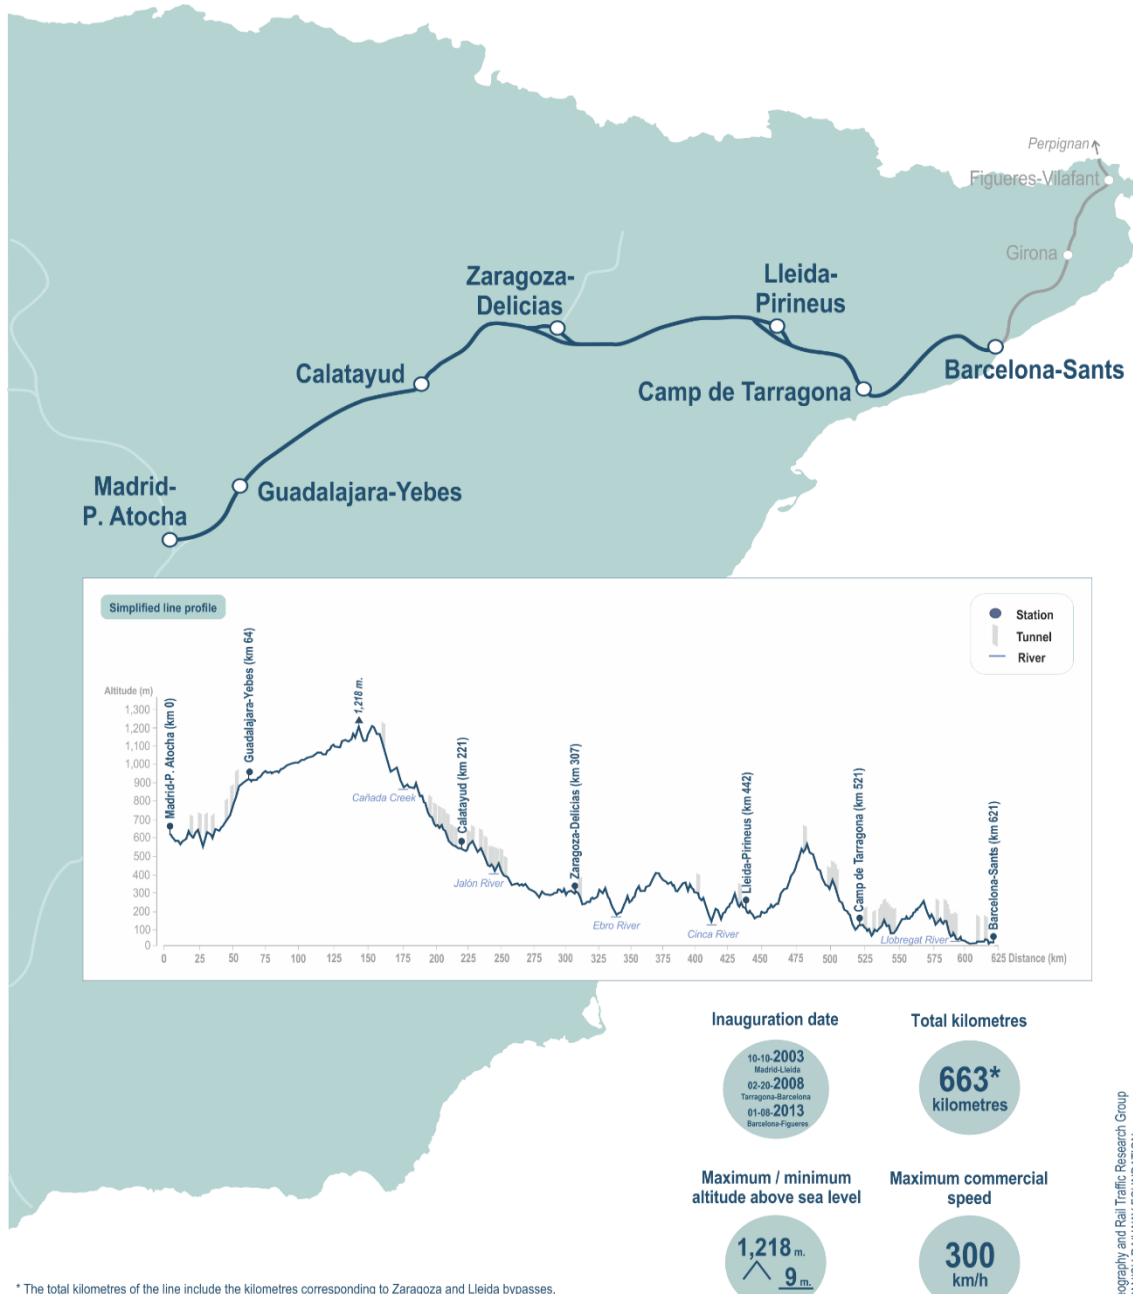 Perpignan
Figueres-Vilafant
Girona
Zaragoza-
Delicias
Lleida-
Pirineus
Calatayud
Barcelona-Sants
Camp de Tarragona
Madrid-
P. Atocha
Guadalajara-Yebes
Simplified line profile
Station
Tunnel
River
Altitude (m)
1,300
1,200
1,100
1,000
900
800
700
600
500
400
300
200
100
0
Madrid-P. Atocha (km 0)
Guadalajara-Yebes (km 64)
1,218 m.
Cañada Creek
Calatayud (km 221)
Jalón River
Zaragoza-Delicias (km 307)
Ebro River
Cinca River
Lleida-Pirineus (km 442)
Camp de Tarragona (km 521)
Llobregat River
Barcelona-Sants (km 621)
0 25 50 75 100 125 150 175 200 225 250 275 300 325 350 375 400 425 450 475 500 525 550 575 600 625 Distance (km)
Inauguration date
10-10-2003
Madrid-Lleida
02-20-2008
Tarragona-Barcelona
01-08-2013
Barcelona-Figueres
Total kilometres
663*
kilometres
Maximum / minimum
altitude above sea level
1,218 m.
9 m.
Maximum commercial
speed
300
km/h
* The total kilometres of the line include the kilometres corresponding to Zaragoza and Lleida bypasses.
and Rail Traffic Research Group